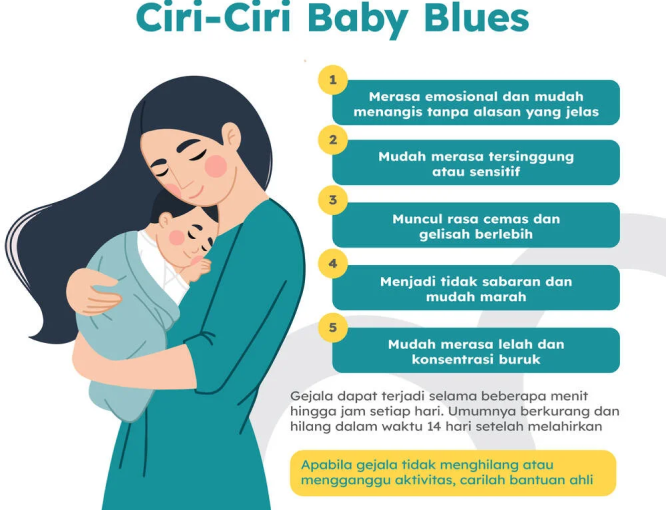 Ciri-Ciri Baby Blues
1
Merasa emosional dan mudah
menangis tanpa alasan yang jelas
2
Mudah merasa tersinggung
atau sensitif
3
Muncul rasa cemas dan
gelisah berlebih
4
Menjadi tidak sabaran dan
mudah marah
5
Mudah merasa lelah dan
konsentrasi buruk
Gejala dapat terjadi selama beberapa menit
hingga jam setiap hari. Umumnya berkurang dan
hilang dalam waktu 14 hari setelah melahirkan
Apabila gejala tidak menghilang atau
mengganggu aktivitas, carilah bantuan ahli